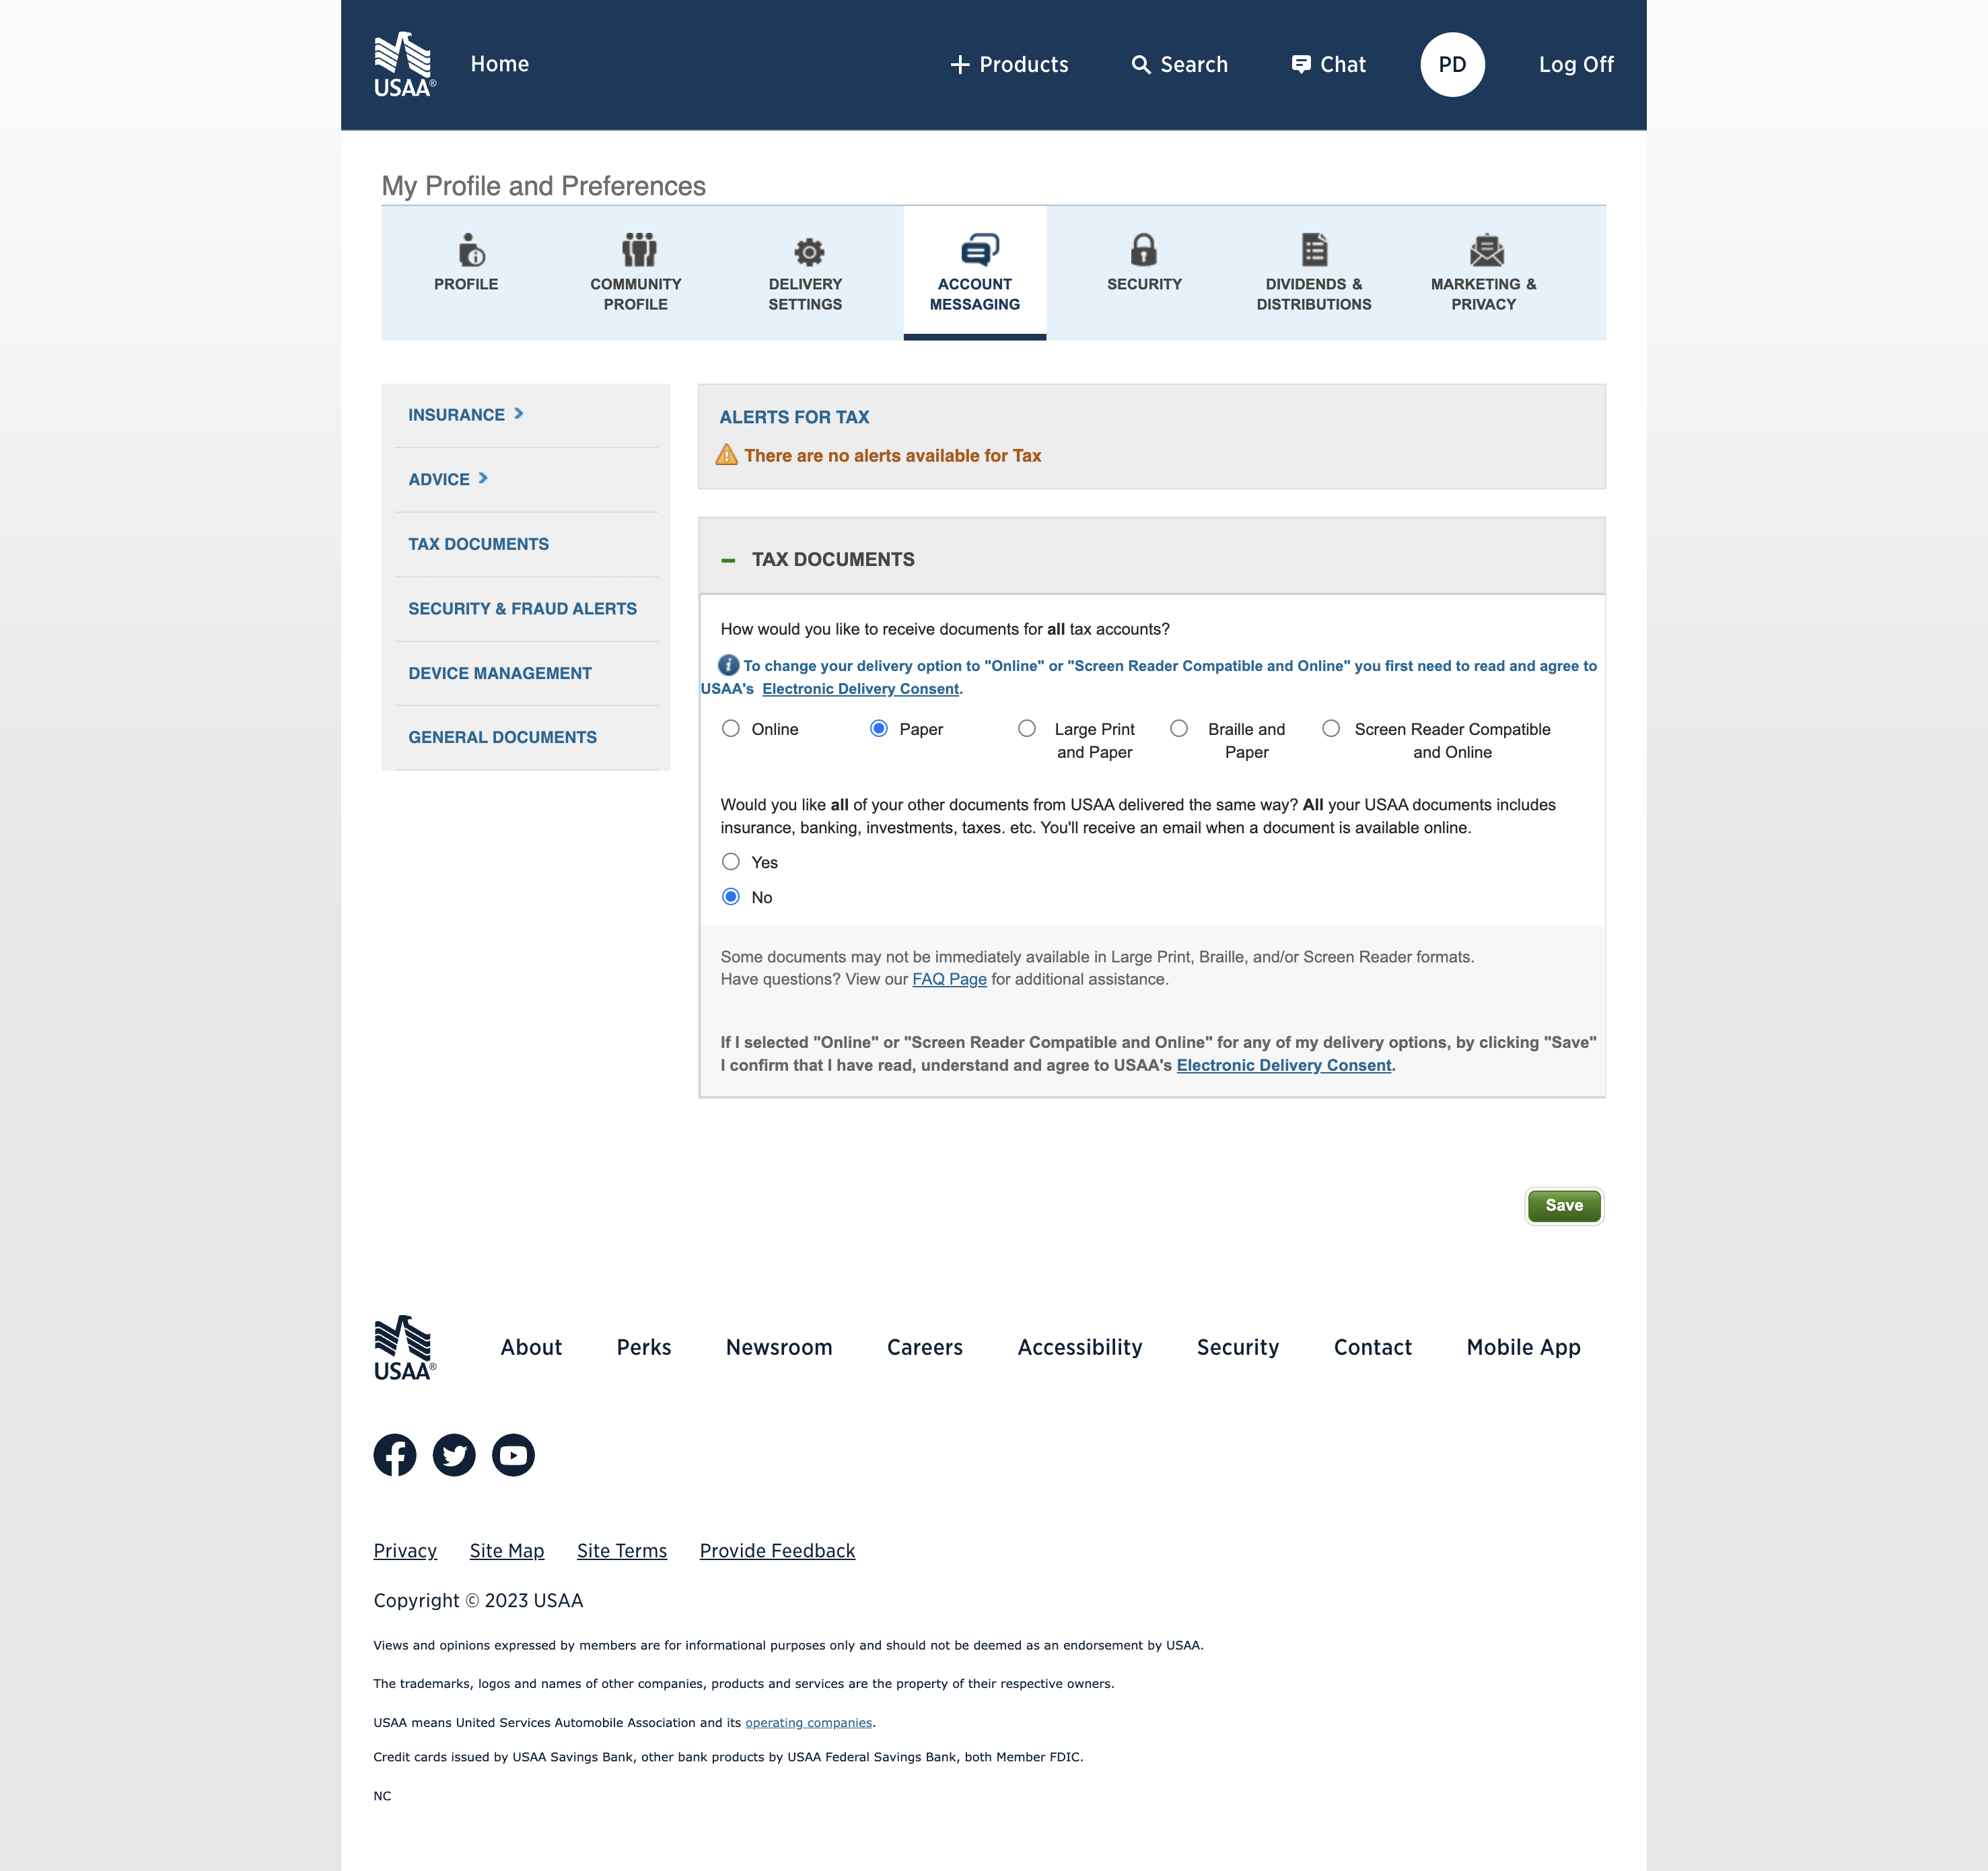 USAA®
Home
Products
Search
Chat
PD
Log Off
My Profile and Preferences
PROFILE
COMMUNITY
PROFILE
DELIVERY
SETTINGS
ACCOUNT
MESSAGING
SECURITY
DIVIDENDS &
DISTRIBUTIONS
MARKETING &
PRIVACY
INSURANCE
ADVICE
TAX DOCUMENTS
SECURITY & FRAUD ALERTS
DEVICE MANAGEMENT
GENERAL DOCUMENTS
ALERTS FOR TAX
There are no alerts available for Tax
TAX DOCUMENTS
How would you like to receive documents for all tax accounts?
To change your delivery option to "Online" or "Screen Reader Compatible and Online" you first need to read and agree to
USAA's Electronic Delivery Consent.
Online
Paper
Large Print
and Paper
Braille and
Paper
Screen Reader Compatible
and Online
Would you like all of your other documents from USAA delivered the same way? All your USAA documents includes
insurance, banking, investments, taxes. etc. You'll receive an email when a document is available online.
Yes
No
Some documents may not be immediately available in Large Print, Braille, and/or Screen Reader formats.
Have questions? View our FAQ Page for additional assistance.
If I selected "Online" or "Screen Reader Compatible and Online" for any of my delivery options, by clicking "Save"
I confirm that I have read, understand and agree to USAA's Electronic Delivery Consent.
Save
USAA®
About
Perks
Newsroom
Careers
Accessibility
Security
Contact
Mobile App
Privacy
Site Map
Site Terms
Provide Feedback
Copyright © 2023 USAA
Views and opinions expressed by members are for informational purposes only and should not be deemed as an endorsement by USAA.
The trademarks, logos and names of other companies, products and services are the property of their respective owners.
USAA means United Services Automobile Association and its operating companies.
Credit cards issued by USAA Savings Bank, other bank products by USAA Federal Savings Bank, both Member FDIC.
NC